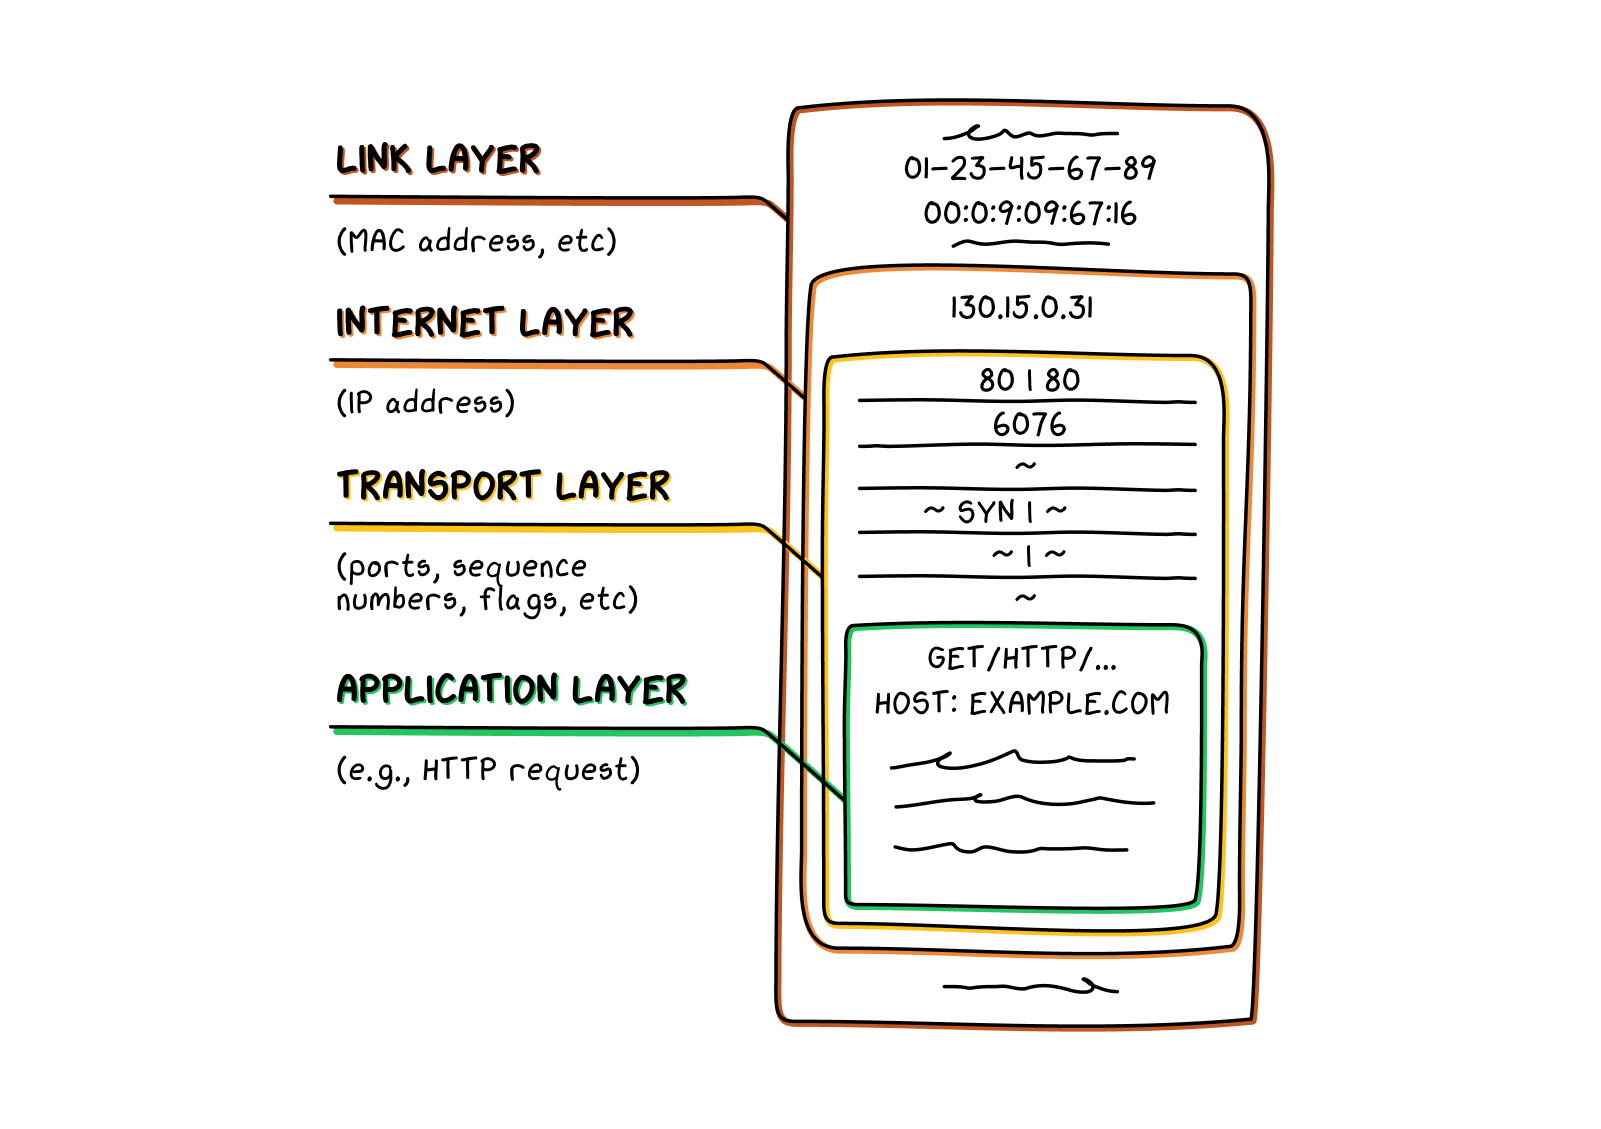 LINK LAYER
(MAC address, etc)
INTERNET LAYER
(IP address)
TRANSPORT LAYER
(ports, sequence
numbers, flags, etc)
APPLICATION LAYER
(e.g., HTTP request)
01-23-45-67-89
00:0:9:09:67:16
130.15.0.31
80 | 80
6076
~
~ SYN | ~
~ | ~
~
GET/HTTP/...
HOST: EXAMPLE.COM